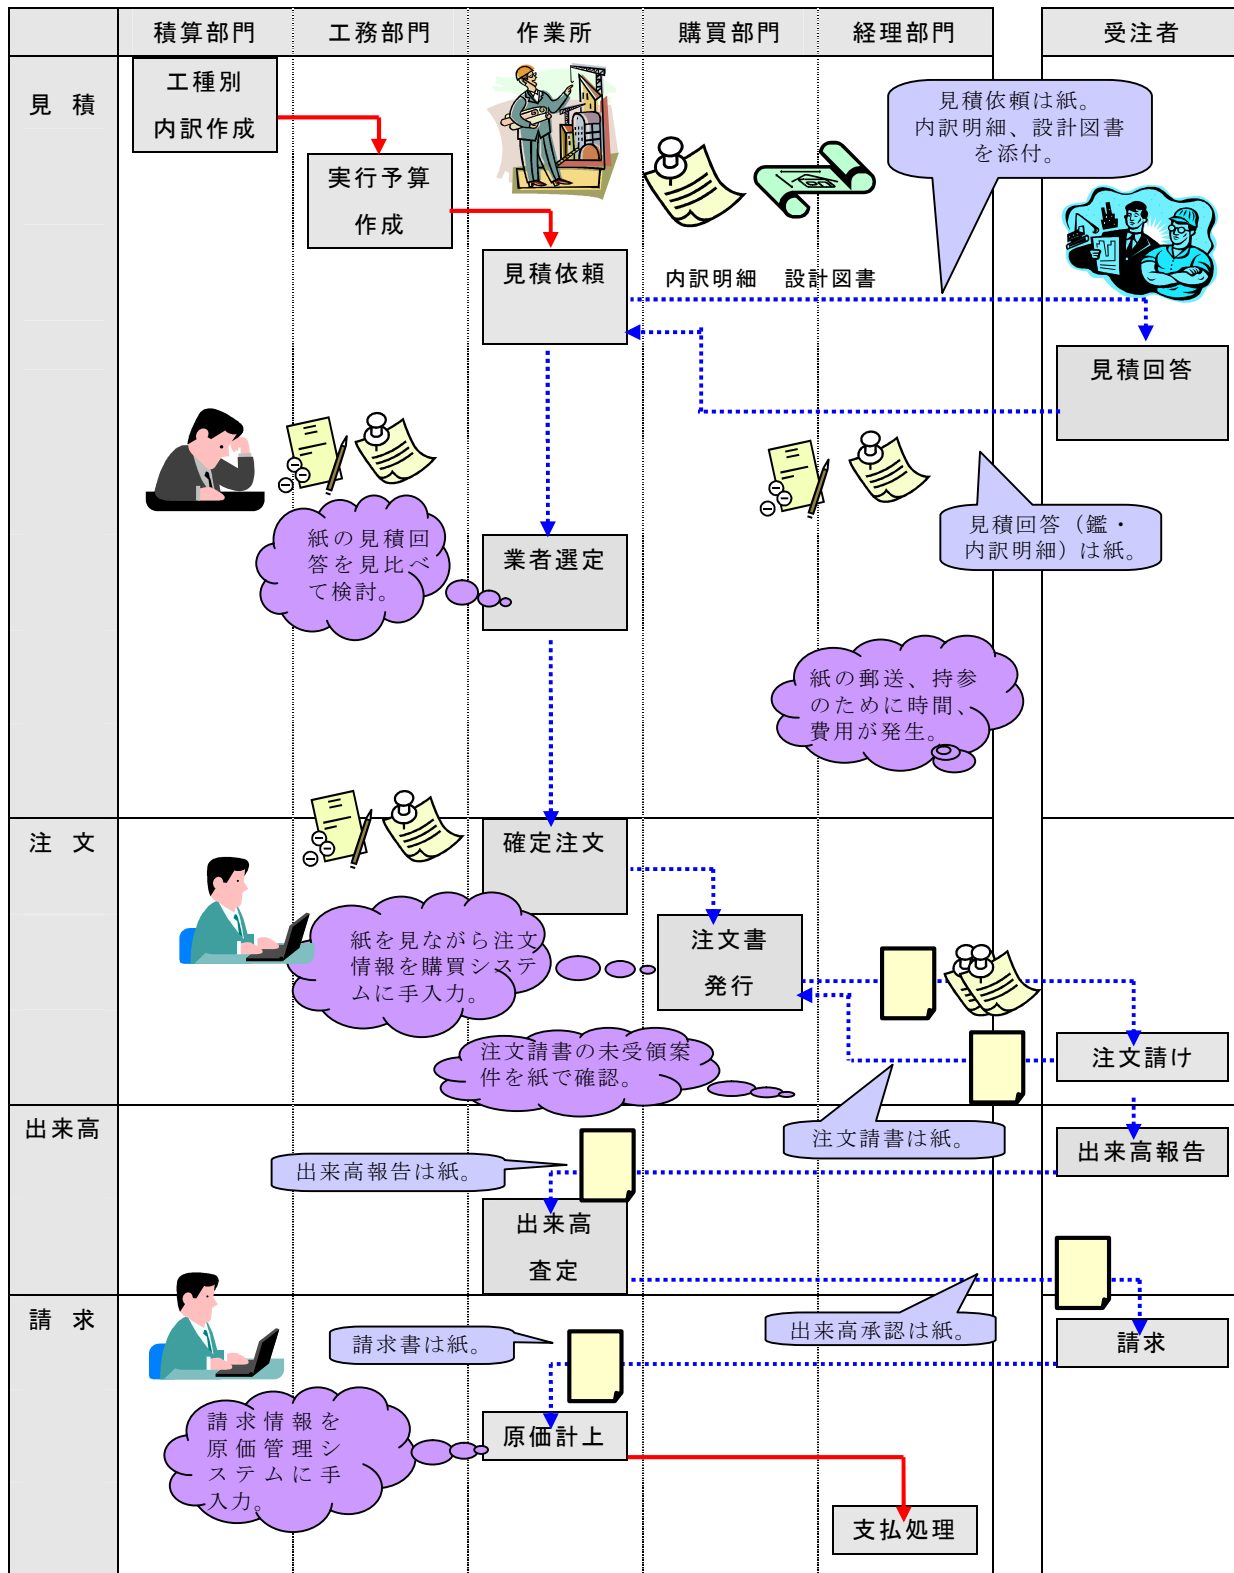 積算部門
工務部門
作業所
購買部門
経理部門
受注者
見 積
工種別
内訳作成
実行予算
作成
見積依頼
内訳明細
設計図書
見積依頼は紙。
内訳明細、設計図書
を添付。
見積回答
見積回答（鑑・
内訳明細）は紙。
紙の見積回
答を見比べ
て検討。
業者選定
紙の郵送、持参
のために時間、
費用が発生。
注 文
確定注文
紙を見ながら注文
情報を購買システ
ムに手入力。
注文書
発行
注文請書の未受領案
件を紙で確認。
注文請け
注文請書は紙。
出来高
出来高報告
出来高報告は紙。
出来高
査定
出来高承認は紙。
請 求
請求
請求書は紙。
請求情報を
原価管理シ
ステムに手
入力。
原価計上
支払処理